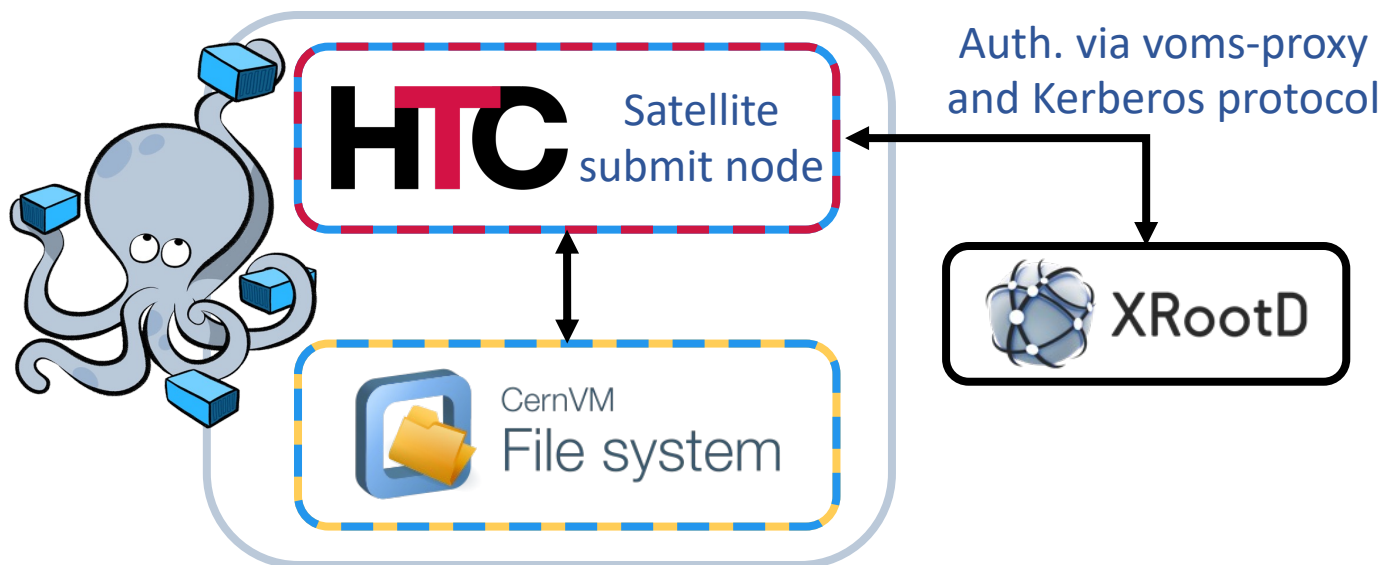 Auth. via voms-proxy
and Kerberos protocol
HTC
Satellite
submit node
XRootD
CernVM
File system